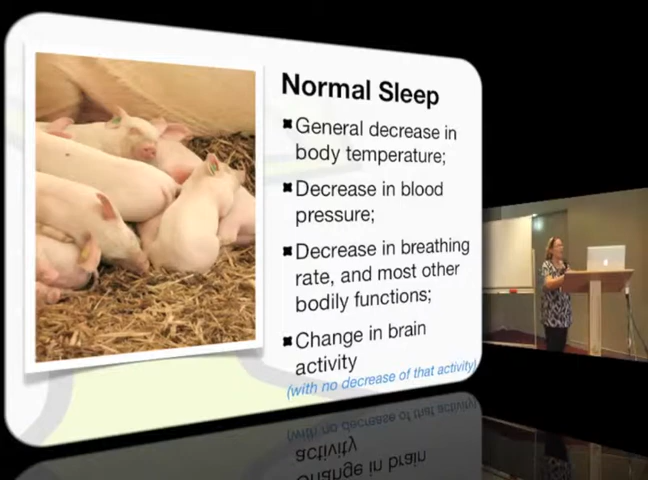 Normal Sleep
General decrease in
body temperature;
Decrease in blood
pressure;
Decrease in breathing
rate, and most other
bodily functions;
Change in brain
activity
(with no decrease of that activity)